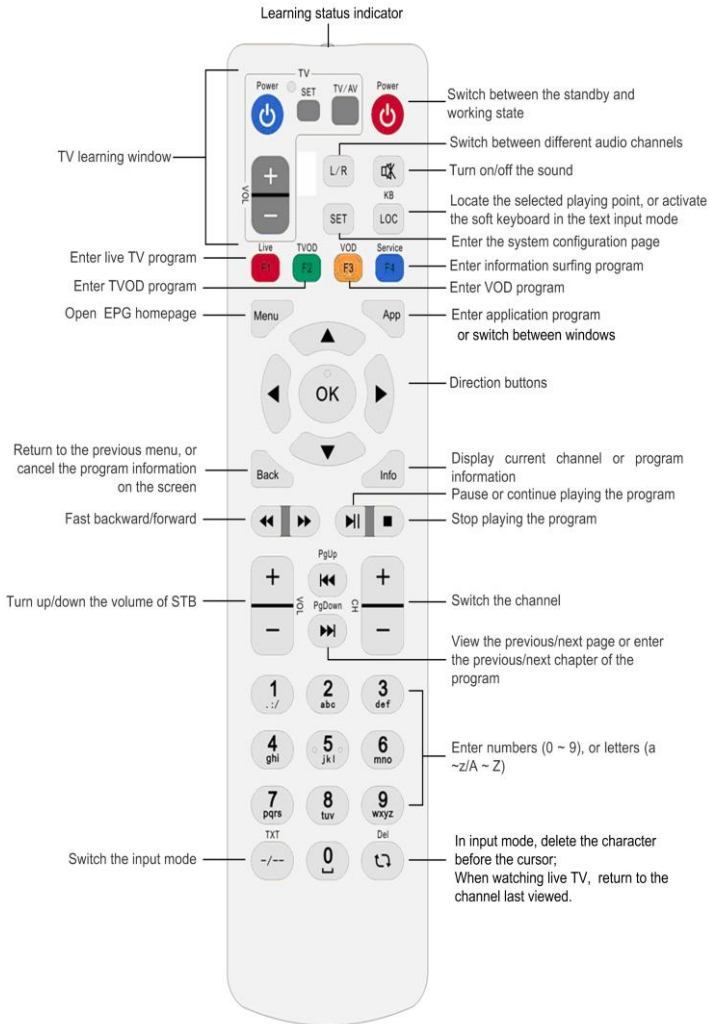 Learning status indicator
TV
Power
SET
TV/AV
Power
Switch between the standby and
working state
TV learning window
Switch between different audio channels
+
VOL
−
L/R
Turn on/off the sound
KB
Locate the selected playing point, or activate
the soft keyboard in the text input mode
SET
LOC
Enter the system configuration page
Live
TVOD
VOD
Service
Enter live TV program
F1
F2
F3
F4
Enter information surfing program
Enter TVOD program
Enter VOD program
Open EPG homepage
Menu
App
Enter application program
or switch between windows
OK
Direction buttons
Return to the previous menu, or
cancel the program information
on the screen
Back
Info
Display current channel or program
information
Pause or continue playing the program
Fast backward/forward
Stop playing the program
PgUp
+
+
Turn up/down the volume of STB
VOL
PgDown
CH
Switch the channel
−
−
View the previous/next page or enter
the previous/next chapter of the
program
1
.:/
2
abc
3
def
4
ghi
5
jkl
6
mno
Enter numbers (0 ~ 9), or letters (a
~z/A ~ Z)
7
pqrs
8
tuv
9
wxyz
TXT
Del
Switch the input mode
-/--
0
In input mode, delete the character
before the cursor;
When watching live TV, return to the
channel last viewed.